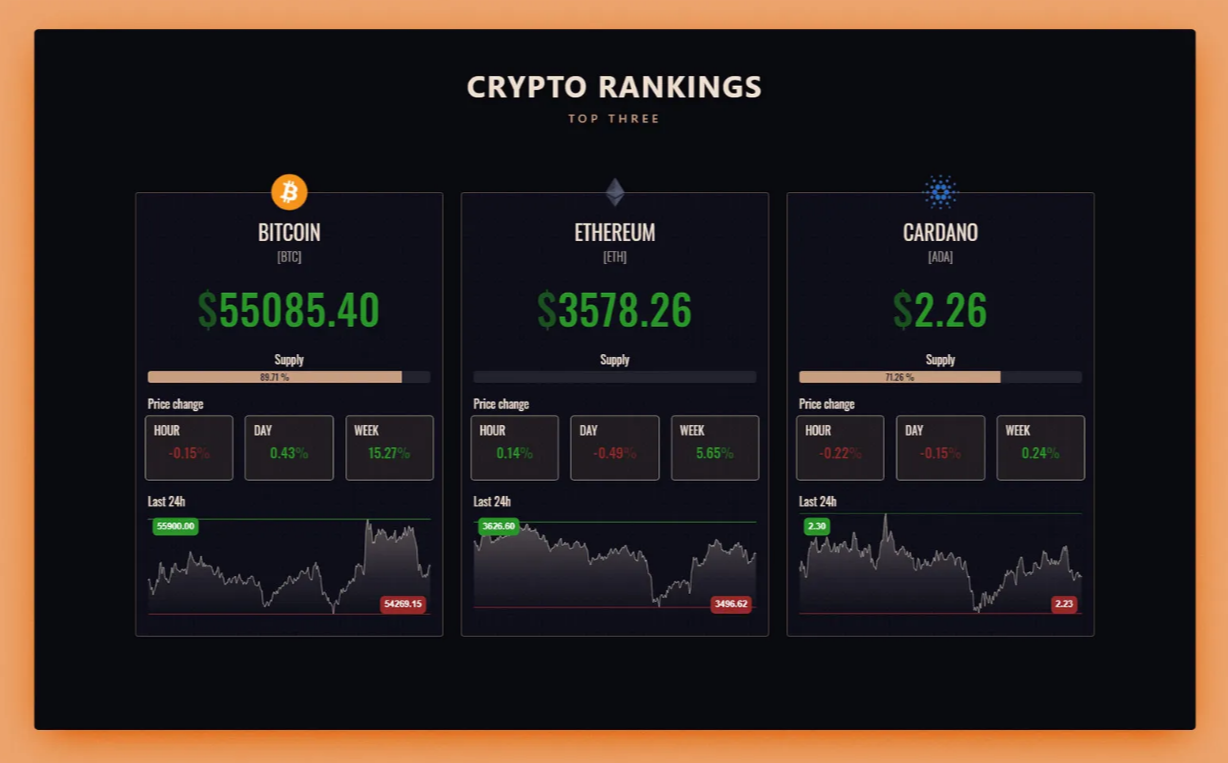 CRYPTO RANKINGS
TOP THREE
BITCOIN
[BTC]
$55085.40
Supply
89.71 %
Price change
HOUR
-0.15%
DAY
0.43%
WEEK
15.27%
Last 24h
55900.00
54269.15
ETHEREUM
[ETH]
$3578.26
Supply
Price change
HOUR
0.14%
DAY
-0.49%
WEEK
5.65%
Last 24h
3626.60
3496.62
CARDANO
[ADA]
$2.26
Supply
71.26 %
Price change
HOUR
-0.22%
DAY
-0.15%
WEEK
0.24%
Last 24h
2.30
2.23